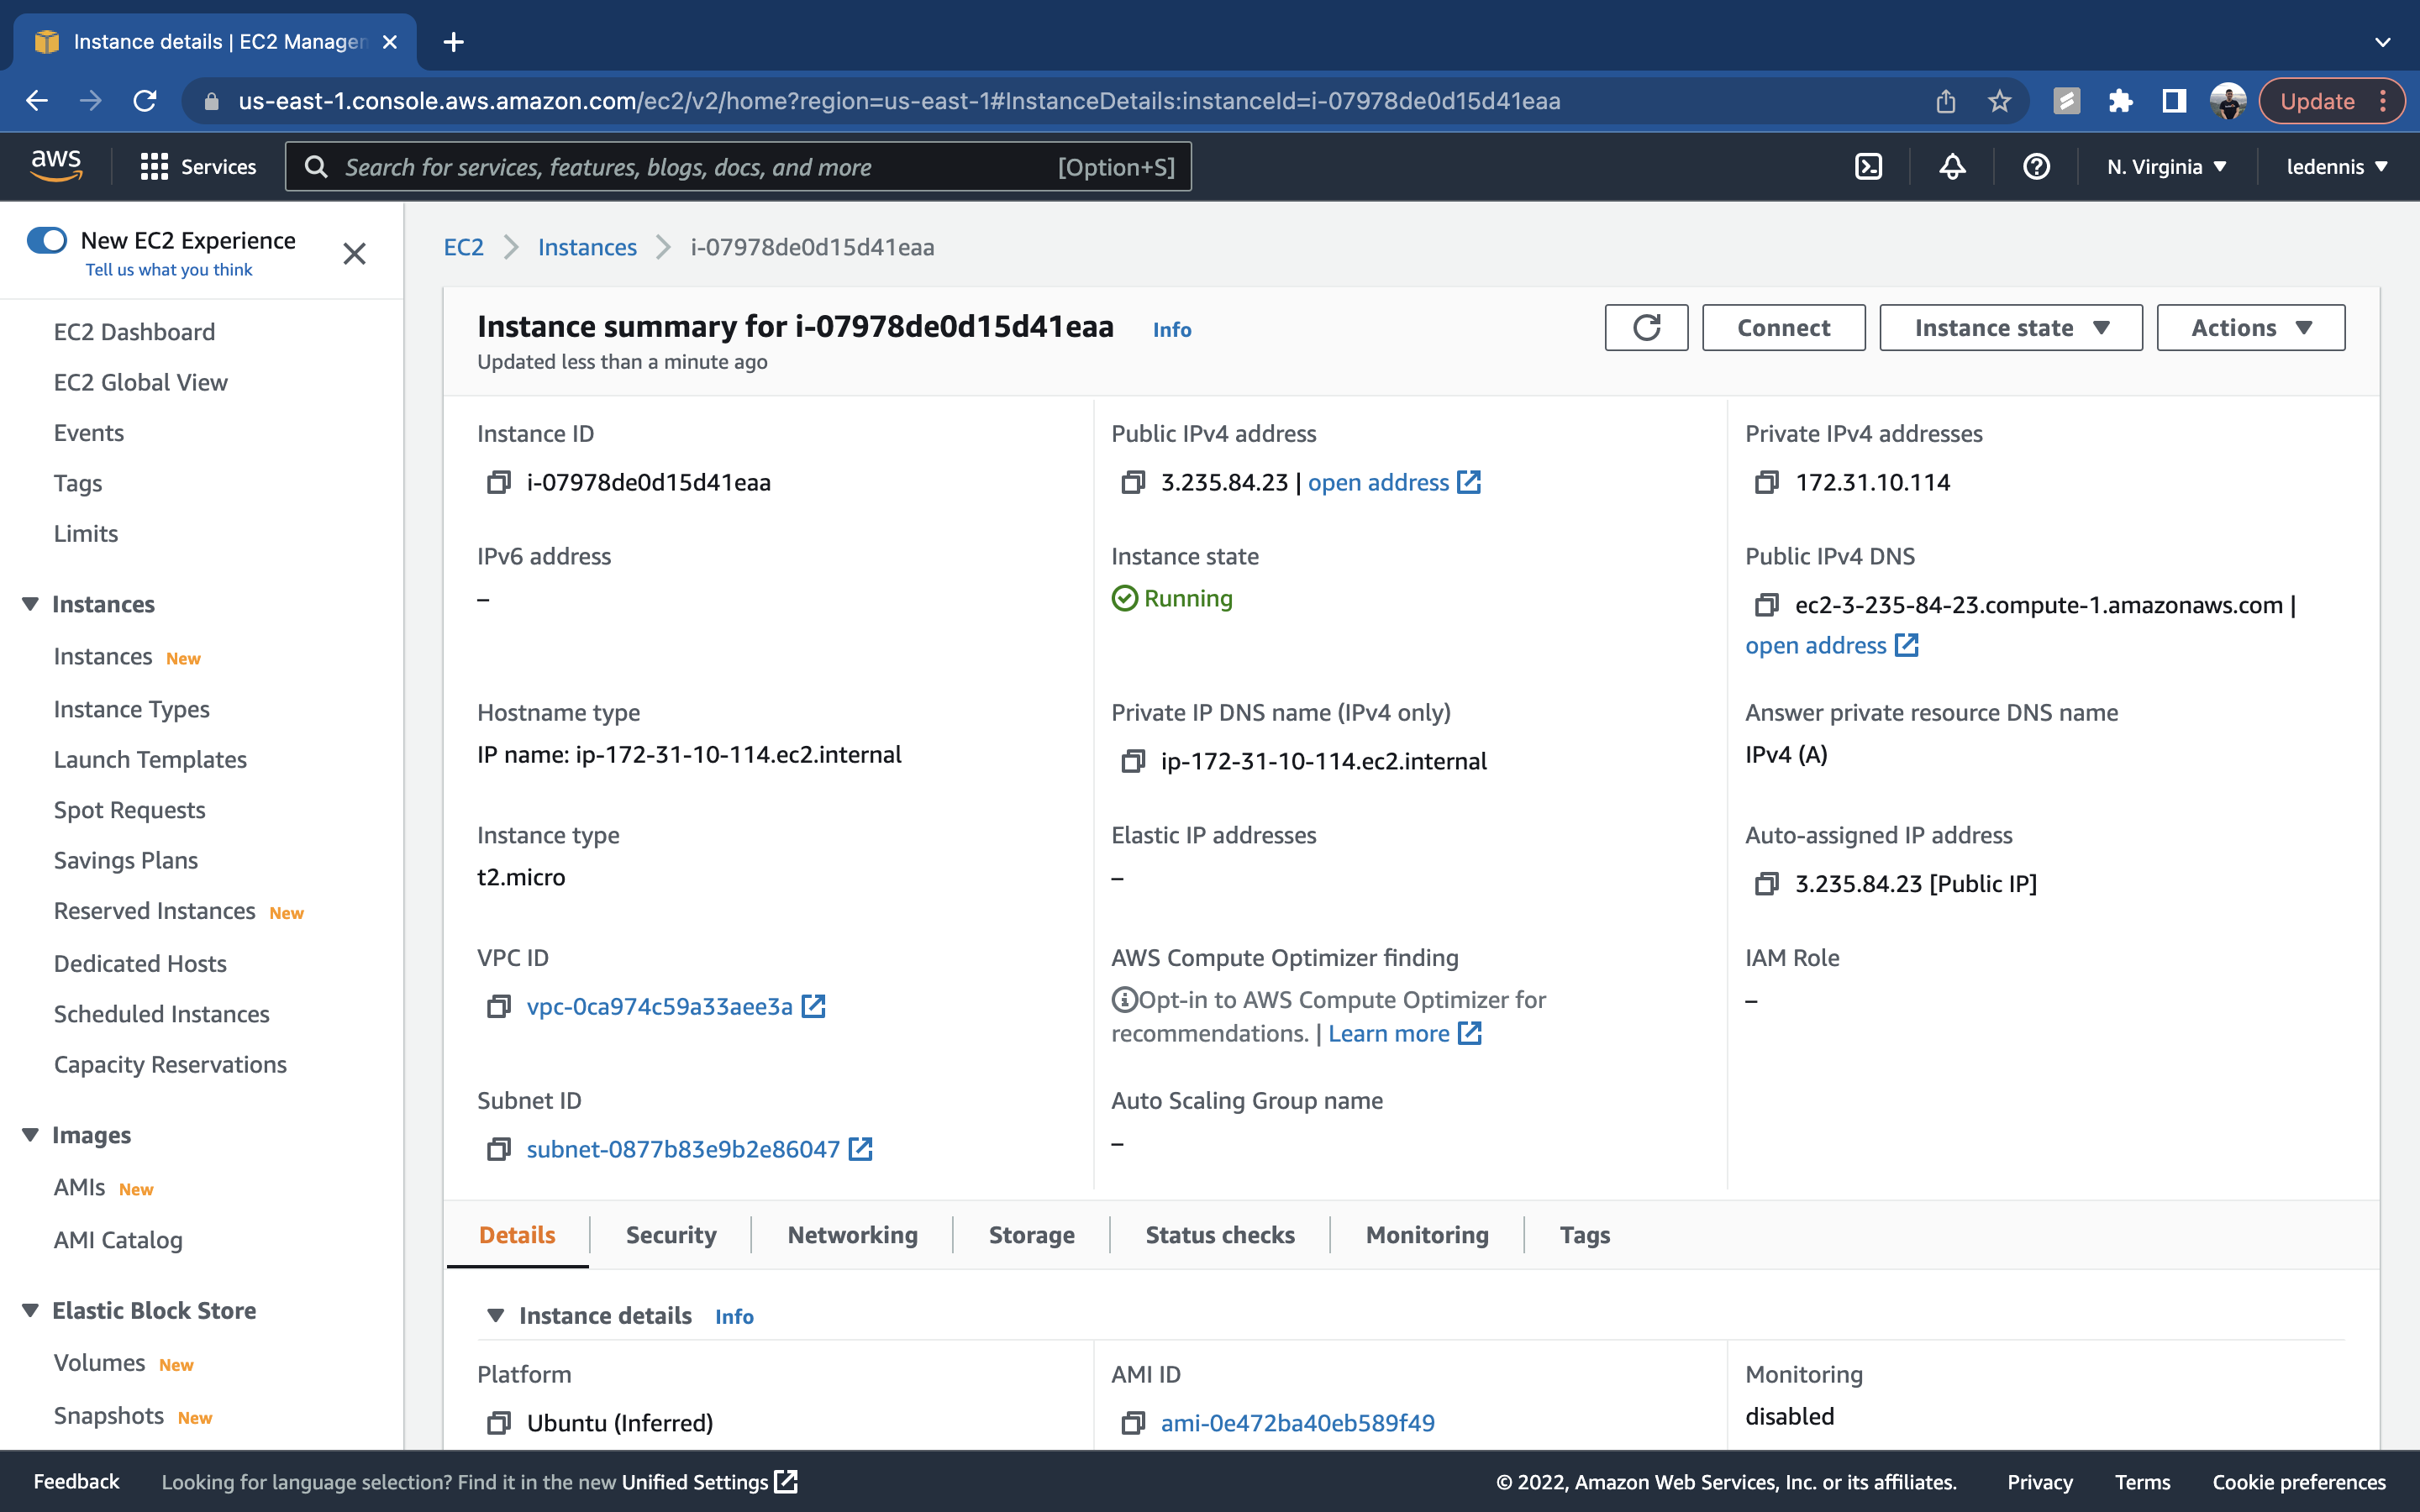 Instance details | EC2 Manager
us-east-1.console.aws.amazon.com/ec2/v2/home?region=us-east-1#InstanceDetails:instanceId=i-07978de0d15d41eaa
Update
aws
Services
Search for services, features, blogs, docs, and more [Option+S]
N. Virginia
ledennis
New EC2 Experience
Tell us what you think
EC2 Dashboard
EC2 Global View
Events
Tags
Limits
Instances
Instances New
Instance Types
Launch Templates
Spot Requests
Savings Plans
Reserved Instances New
Dedicated Hosts
Scheduled Instances
Capacity Reservations
Images
AMIs New
AMI Catalog
Elastic Block Store
Volumes New
Snapshots New
EC2 Instances i-07978de0d15d41eaa
Instance summary for i-07978de0d15d41eaa Info
Updated less than a minute ago
Connect
Instance state
Actions
Instance ID
i-07978de0d15d41eaa
Public IPv4 address
3.235.84.23 | open address
Private IPv4 addresses
172.31.10.114
IPv6 address
–
Instance state
Running
Public IPv4 DNS
ec2-3-235-84-23.compute-1.amazonaws.com |
open address
Hostname type
IP name: ip-172-31-10-114.ec2.internal
Private IP DNS name (IPv4 only)
ip-172-31-10-114.ec2.internal
Answer private resource DNS name
IPv4 (A)
Instance type
t2.micro
Elastic IP addresses
–
Auto-assigned IP address
3.235.84.23 [Public IP]
VPC ID
vpc-0ca974c59a33aee3a
AWS Compute Optimizer finding
Opt-in to AWS Compute Optimizer for
recommendations. | Learn more
IAM Role
–
Subnet ID
subnet-0877b83e9b2e86047
Auto Scaling Group name
–
Details
Security
Networking
Storage
Status checks
Monitoring
Tags
Instance details Info
Platform
Ubuntu (Inferred)
AMI ID
ami-0e472ba40eb589f49
Monitoring
disabled
Feedback
Looking for language selection? Find it in the new Unified Settings
© 2022, Amazon Web Services, Inc. or its affiliates.
Privacy
Terms
Cookie preferences